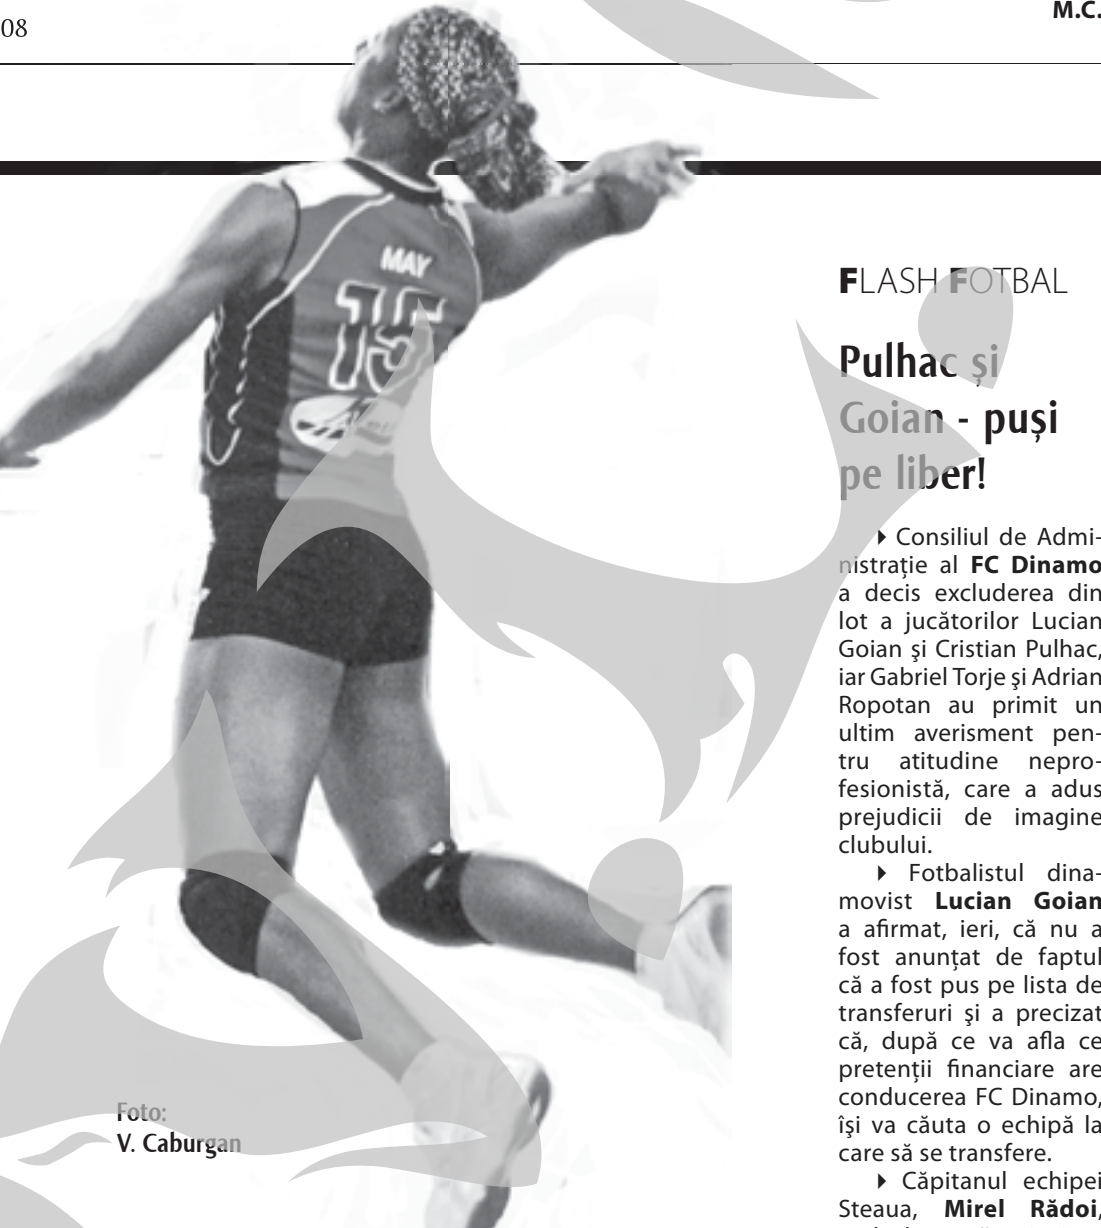 M.C.
08
MAY
15
FLASH FOTBAL
Pulhac și
Goian - puși
pe liber!
Consiliul de Admi-
nistrație al FC Dinamo
a decis excluderea din
lot a jucătorilor Lucian
Goian şi Cristian Pulhac,
iar Gabriel Torje şi Adrian
Ropotan au primit un
ultim averisment pen-
tru atitudine nepro-
fesionistă, care a adus
prejudicii de imagine
clubului.
Fotbalistul dina-
movist Lucian Goian
a afirmat, ieri, că nu a
fost anunțat de faptul
că a fost pus pe lista de
transferuri şi a precizat
că, după ce va afla ce
pretenții financiare are
conducerea FC Dinamo,
îşi va căuta o echipă la
care să se transfere.
Căpitanul echipei
Steaua, Mirel Rădoi,
Foto:
V. Caburgan